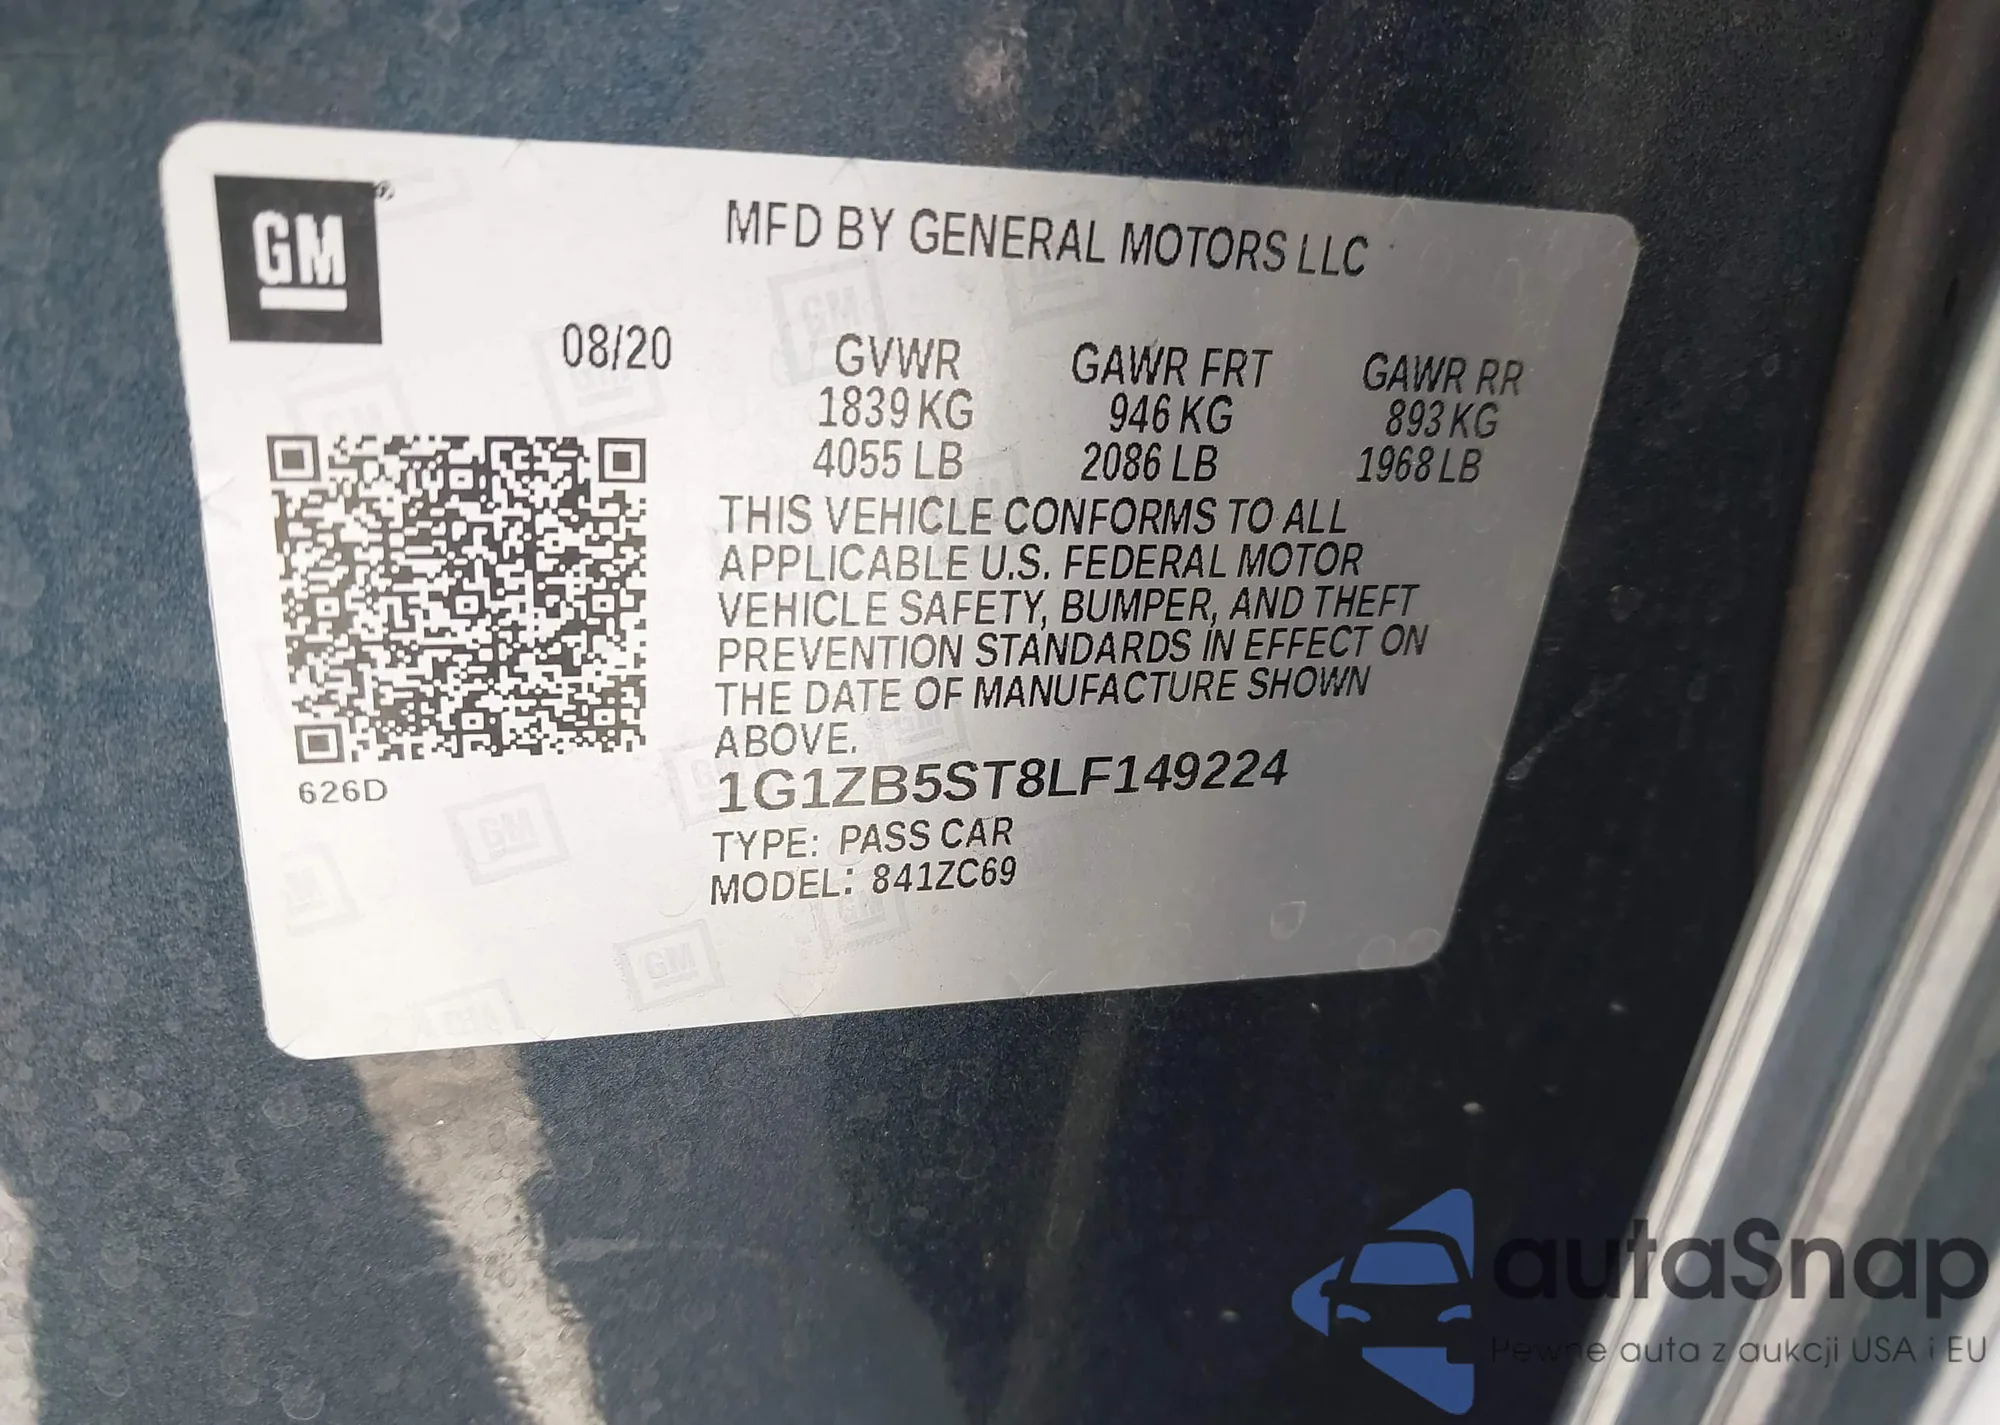 GM®
MFD BY GENERAL MOTORS LLC
08/20
GVWR GAWR FRT GAWR RR
1839 KG 946 KG 893 KG
4055 LB 2086 LB 1968 LB
THIS VEHICLE CONFORMS TO ALL
APPLICABLE U.S. FEDERAL MOTOR
VEHICLE SAFETY, BUMPER, AND THEFT
PREVENTION STANDARDS IN EFFECT ON
THE DATE OF MANUFACTURE SHOWN
ABOVE.
1G1ZB5ST8LF149224
626D
TYPE: PASS CAR
MODEL: 841ZC69
autaSnap
Pewne auta z aukcji USA i EU